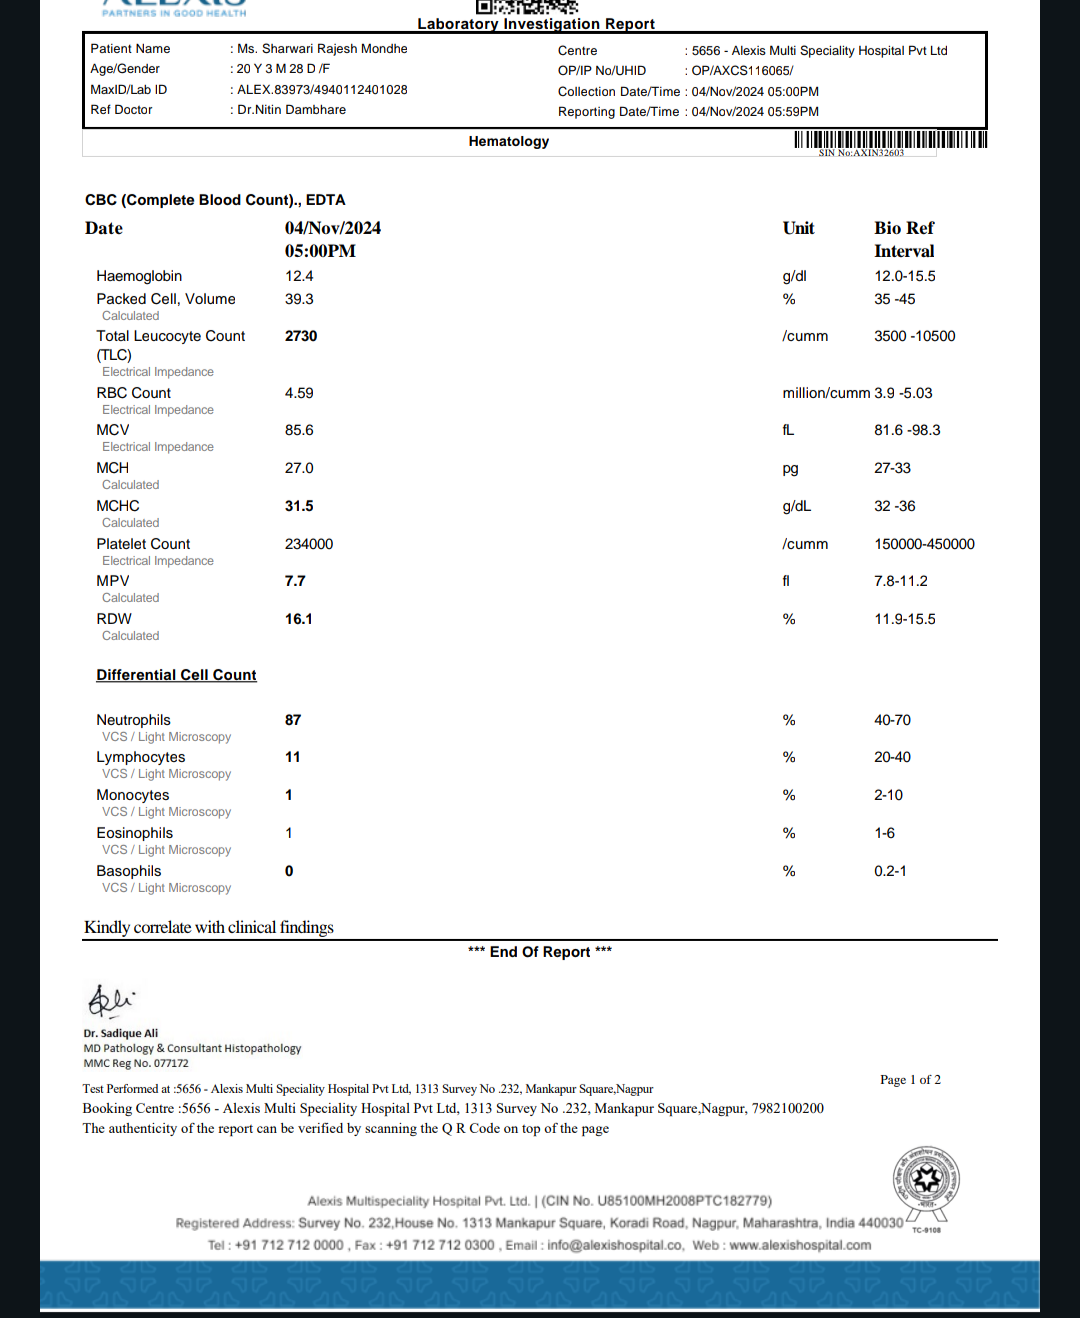 PARTNERS IN GOOD HEALTH
Laboratory Investigation Report
Patient Name : Ms. Sharwari Rajesh Mondhe
Centre : 5656 - Alexis Multi Speciality Hospital Pvt Ltd
Age/Gender : 20 Y 3 M 28 D /F
OP/IP No/UHID : OP/AXCS116065/
MaxID/Lab ID : ALEX.83973/4940112401028
Collection Date/Time : 04/Nov/2024 05:00PM
Ref Doctor : Dr.Nitin Dambhare
Reporting Date/Time : 04/Nov/2024 05:59PM
Hematology
SIN No:AXIN32603
CBC (Complete Blood Count)., EDTA
Date 04/Nov/2024 05:00PM Unit Bio Ref Interval
Haemoglobin 12.4 g/dl 12.0-15.5
Packed Cell, Volume 39.3 % 35 -45
Calculated
Total Leucocyte Count (TLC) 2730 /cumm 3500 -10500
Electrical Impedance
RBC Count 4.59 million/cumm 3.9 -5.03
Electrical Impedance
MCV 85.6 fL 81.6 -98.3
Electrical Impedance
MCH 27.0 pg 27-33
Calculated
MCHC 31.5 g/dL 32 -36
Calculated
Platelet Count 234000 /cumm 150000-450000
Electrical Impedance
MPV 7.7 fl 7.8-11.2
Calculated
RDW 16.1 % 11.9-15.5
Calculated
Differential Cell Count
Neutrophils 87 % 40-70
VCS / Light Microscopy
Lymphocytes 11 % 20-40
VCS / Light Microscopy
Monocytes 1 % 2-10
VCS / Light Microscopy
Eosinophils 1 % 1-6
VCS / Light Microscopy
Basophils 0 % 0.2-1
VCS / Light Microscopy
Kindly correlate with clinical findings
*** End Of Report ***
Dr. Sadique Ali
MD Pathology & Consultant Histopathology
MMC Reg No. 077172
Page 1 of 2
Test Performed at :5656 - Alexis Multi Speciality Hospital Pvt Ltd, 1313 Survey No .232, Mankapur Square,Nagpur
Booking Centre :5656 - Alexis Multi Speciality Hospital Pvt Ltd, 1313 Survey No .232, Mankapur Square,Nagpur, 7982100200
The authenticity of the report can be verified by scanning the Q R Code on top of the page
Alexis Multispeciality Hospital Pvt. Ltd. | (CIN No. U85100MH2008PTC182779)
Registered Address: Survey No. 232,House No. 1313 Mankapur Square, Koradi Road, Nagpur, Maharashtra, India 440030
TC-9108
Tel : +91 712 712 0000 , Fax : +91 712 712 0300 , Email : info@alexishospital.co, Web : www.alexishospital.com